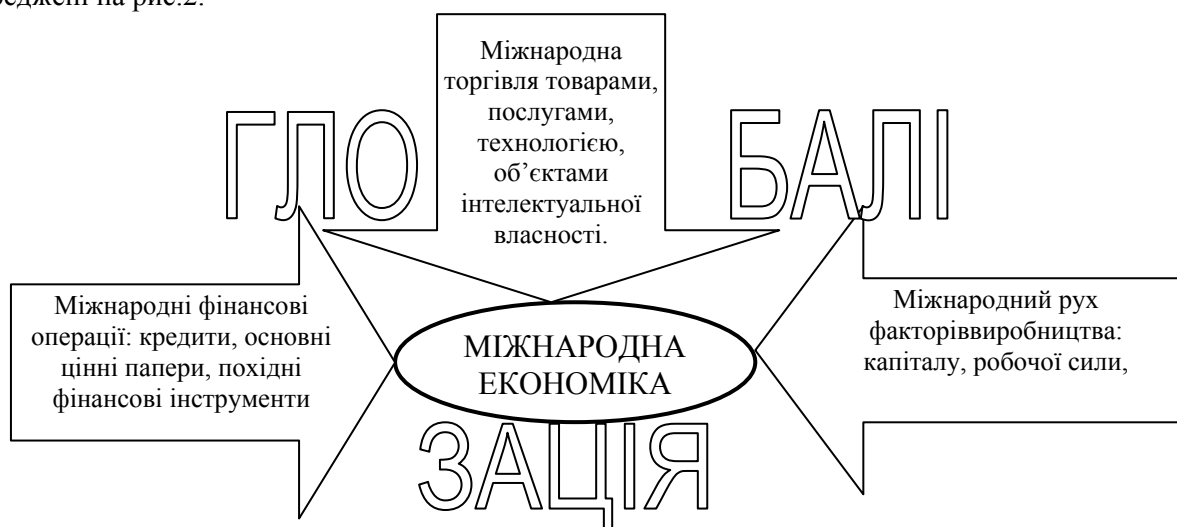 на рис.2.
Міжнародна
торгівля товарами,
послугами,
технологією,
об’єктами
інтелектуальної
власності.
ГЛО
БАЛІ
Міжнародні фінансові
операції: кредити, основні
цінні папери, похідні
фінансові інструменти
МІЖНАРОДНА
ЕКОНОМІКА
Міжнародний рух
факторіввиробництва:
капіталу, робочої сили,
ЗАЦІЯ